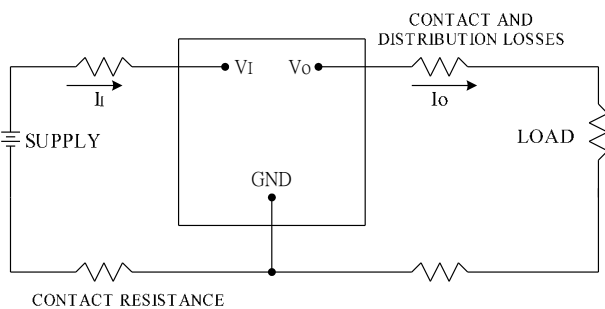 CONTACT AND
DISTRIBUTION LOSSES
VI
VO
II
IO
SUPPLY
LOAD
GND
CONTACT RESISTANCE